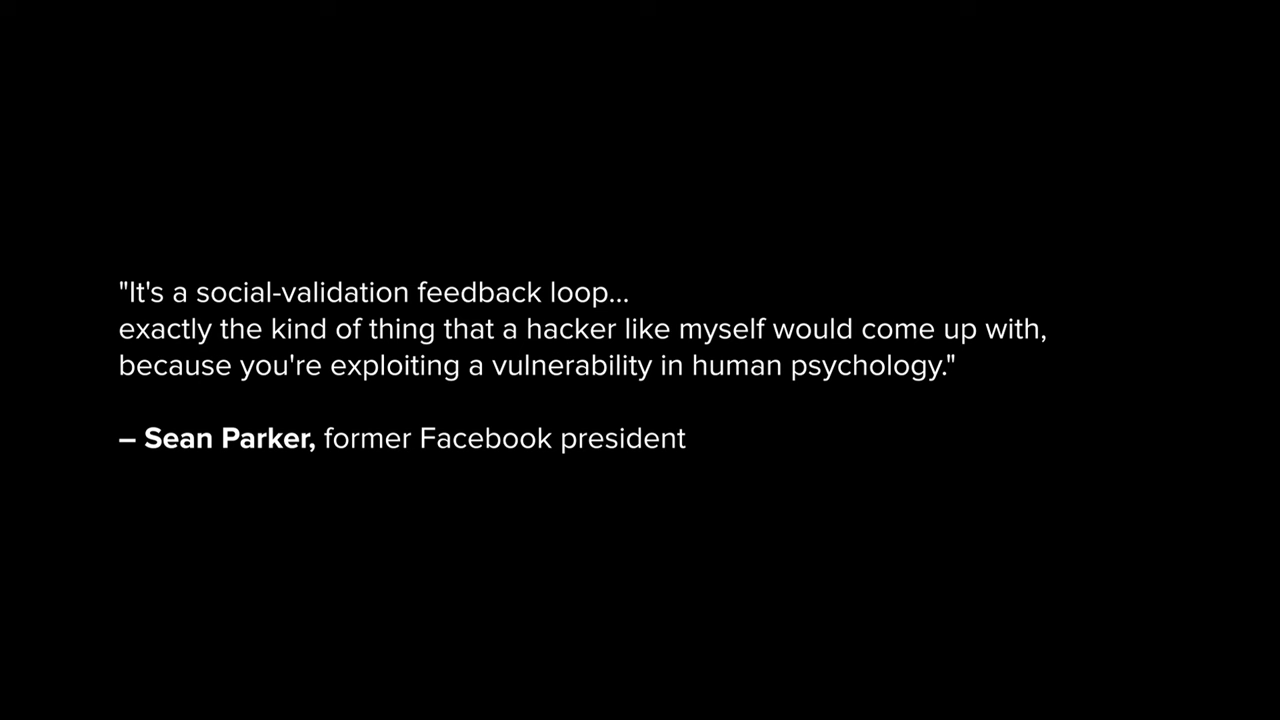 "It's a social-validation feedback loop...
exactly the kind of thing that a hacker like myself would come up with,
because you're exploiting a vulnerability in human psychology."
– Sean Parker, former Facebook president